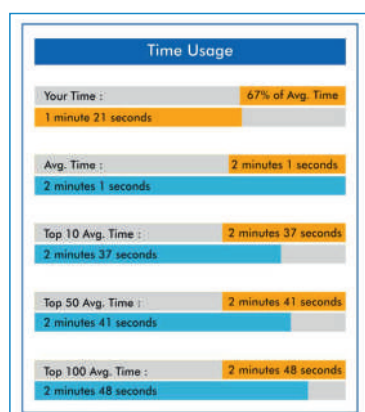 Time Usage
Your Time : 67% of Avg. Time
1 minute 21 seconds
Avg. Time : 2 minutes 1 seconds
2 minutes 1 seconds
Top 10 Avg. Time : 2 minutes 37 seconds
2 minutes 37 seconds
Top 50 Avg. Time : 2 minutes 41 seconds
2 minutes 41 seconds
Top 100 Avg. Time : 2 minutes 48 seconds
2 minutes 48 seconds